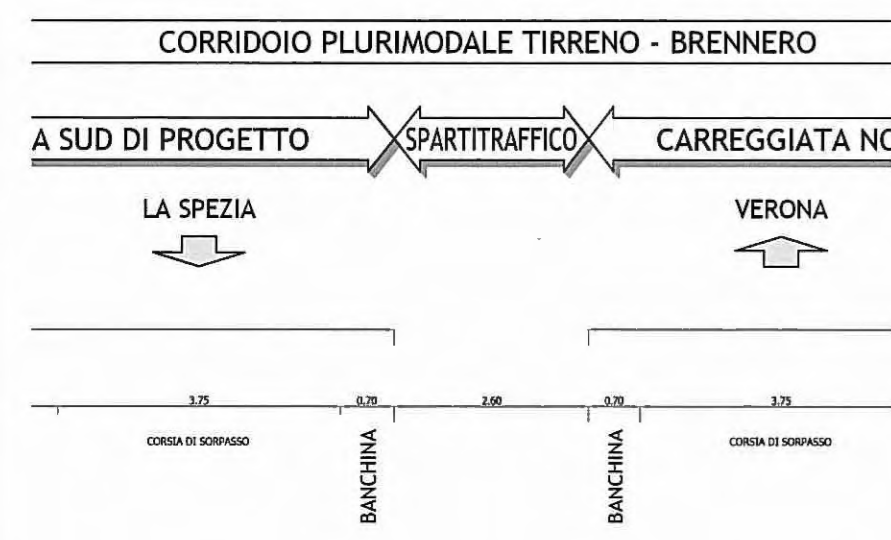 CORRIDOIO PLURIMODALE TIRRENO - BRENNERO
A SUD DI PROGETTO SPARTITRAFFICO CARREGGIATA NO
LA SPEZIA VERONA
3.75 0.70 2.60 0.70 3.75
CORSIA DI SORPASSO CORSIA DI SORPASSO
BANCHINA BANCHINA